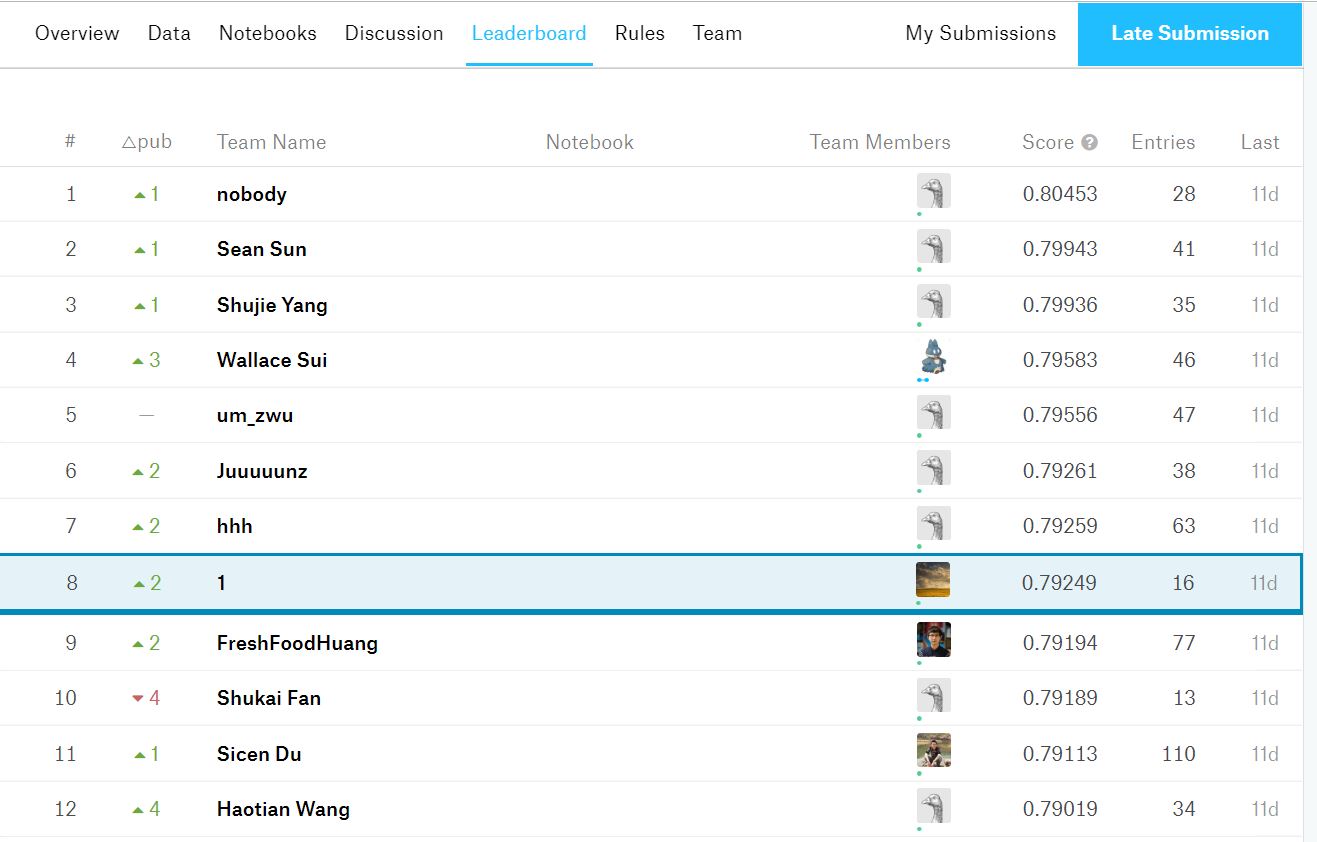 Overview Data Notebooks Discussion Leaderboard Rules Team My Submissions Late Submission
# △pub Team Name Notebook Team Members Score ? Entries Last
1 ▲1 nobody 0.80453 28 11d
2 ▲1 Sean Sun 0.79943 41 11d
3 ▲1 Shujie Yang 0.79936 35 11d
4 ▲3 Wallace Sui 0.79583 46 11d
5 — um_zwu 0.79556 47 11d
6 ▲2 Juuuuunz 0.79261 38 11d
7 ▲2 hhh 0.79259 63 11d
8 ▲2 1 0.79249 16 11d
9 ▲2 FreshFoodHuang 0.79194 77 11d
10 ▼4 Shukai Fan 0.79189 13 11d
11 ▲1 Sicen Du 0.79113 110 11d
12 ▲4 Haotian Wang 0.79019 34 11d